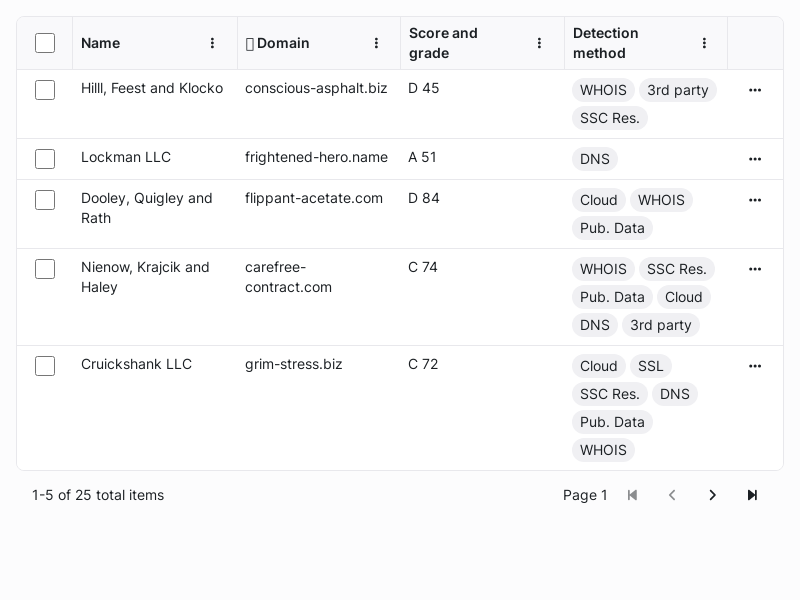 Name Domain Score and grade Detection method
Hilll, Feest and Klocko conscious-asphalt.biz D 45 WHOIS 3rd party
SSC Res.
Lockman LLC frightened-hero.name A 51 DNS
Dooley, Quigley and Rath flippant-acetate.com D 84 Cloud WHOIS
Pub. Data
Nienow, Krajcik and Haley carefree-contract.com C 74 WHOIS SSC Res.
Pub. Data Cloud
DNS 3rd party
Cruickshank LLC grim-stress.biz C 72 Cloud SSL
SSC Res. DNS
Pub. Data
WHOIS
1-5 of 25 total items Page 1